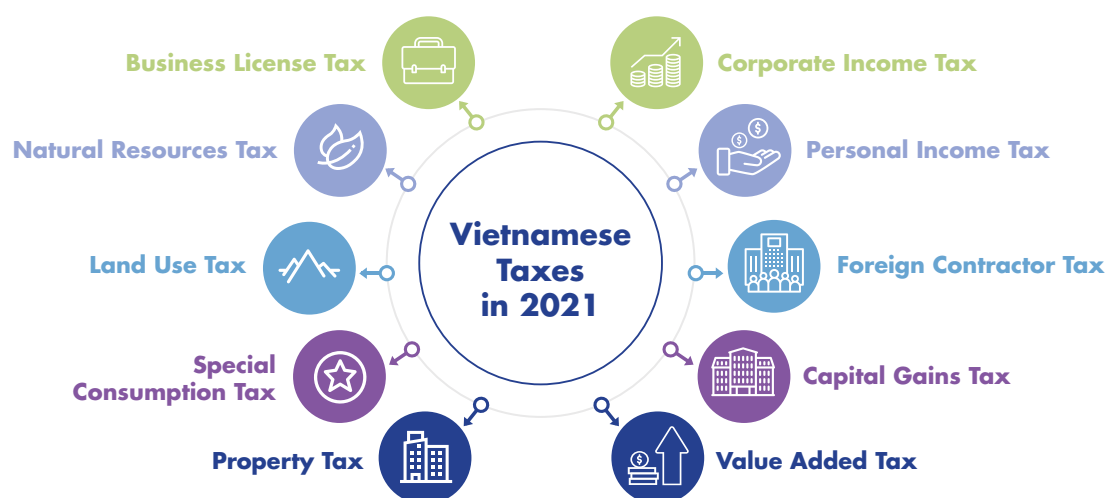 Business License Tax
Corporate Income Tax
Natural Resources Tax
Personal Income Tax
Vietnamese
Taxes
in 2021
Land Use Tax
Foreign Contractor Tax
Special
Consumption Tax
Capital Gains Tax
Property Tax
Value Added Tax
$
$
$